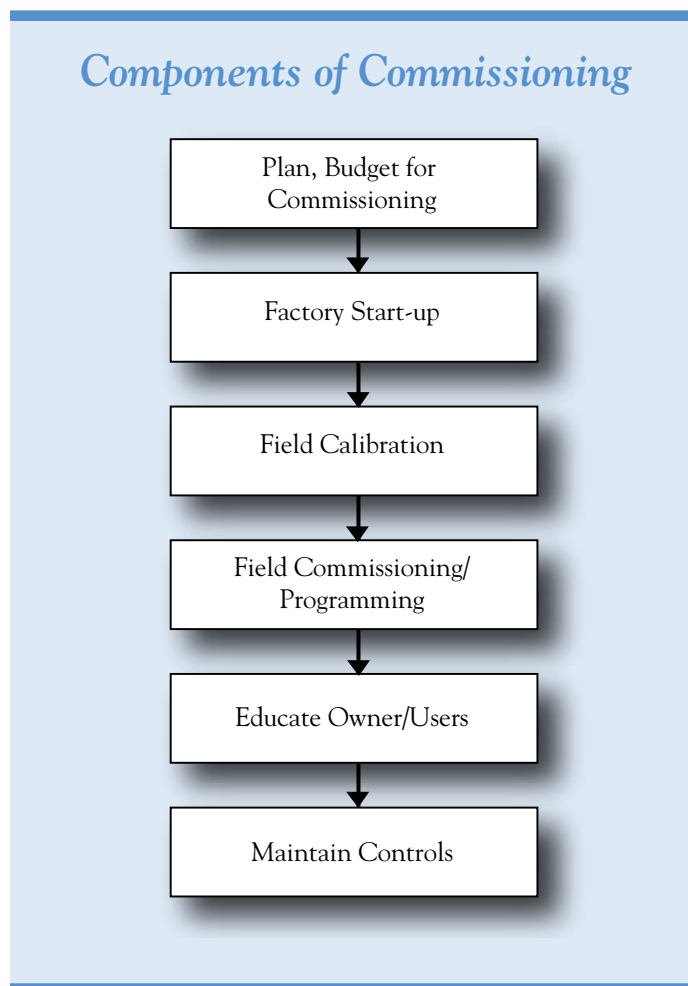 Components of Commissioning
Plan, Budget for
Commissioning
Factory Start-up
Field Calibration
Field Commissioning/
Programming
Educate Owner/Users
Maintain Controls